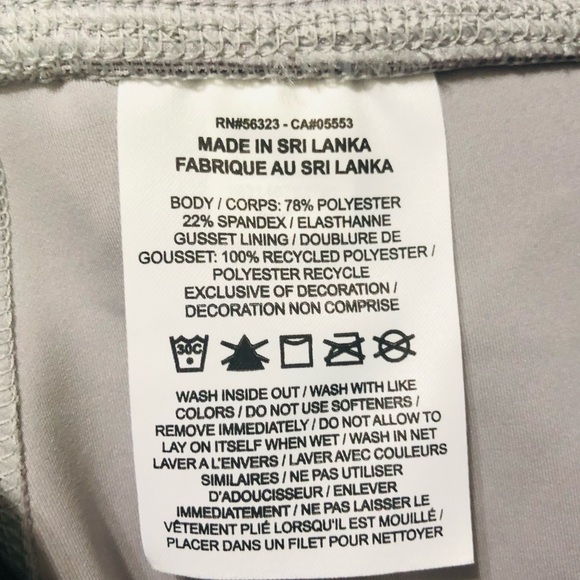 RN#56323 - CA#05553
MADE IN SRI LANKA
FABRIQUE AU SRI LANKA
BODY / CORPS: 78% POLYESTER
22% SPANDEX / ELASTHANNE
GUSSET LINING / DOUBLURE DE
GOUSSET: 100% RECYCLED POLYESTER /
POLYESTER RECYCLE
EXCLUSIVE OF DECORATION /
DECORATION NON COMPRISE
30C
WASH INSIDE OUT / WASH WITH LIKE
COLORS / DO NOT USE SOFTENERS /
REMOVE IMMEDIATELY / DO NOT ALLOW TO
LAY ON ITSELF WHEN WET / WASH IN NET
LAVER A L'ENVERS / LAVER AVEC COULEURS
SIMILAIRES / NE PAS UTILISER
D'ADOUCISSEUR / ENLEVER
IMMEDIATEMENT / NE PAS LAISSER LE
VÊTEMENT PLIÉ LORSQU'IL EST MOUILLÉ /
PLACER DANS UN FILET POUR NETTOYER